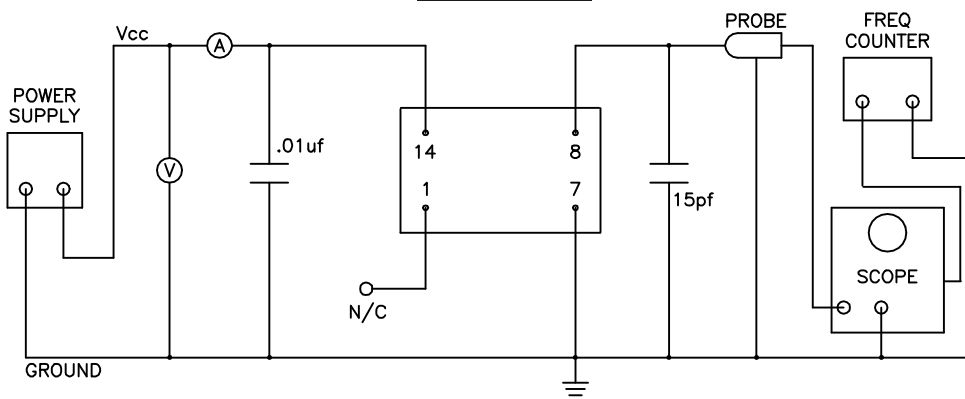 Vcc
A
PROBE
FREQ
COUNTER
POWER
SUPPLY
.01uf
14
8
V
1
7
15pf
SCOPE
N/C
GROUND